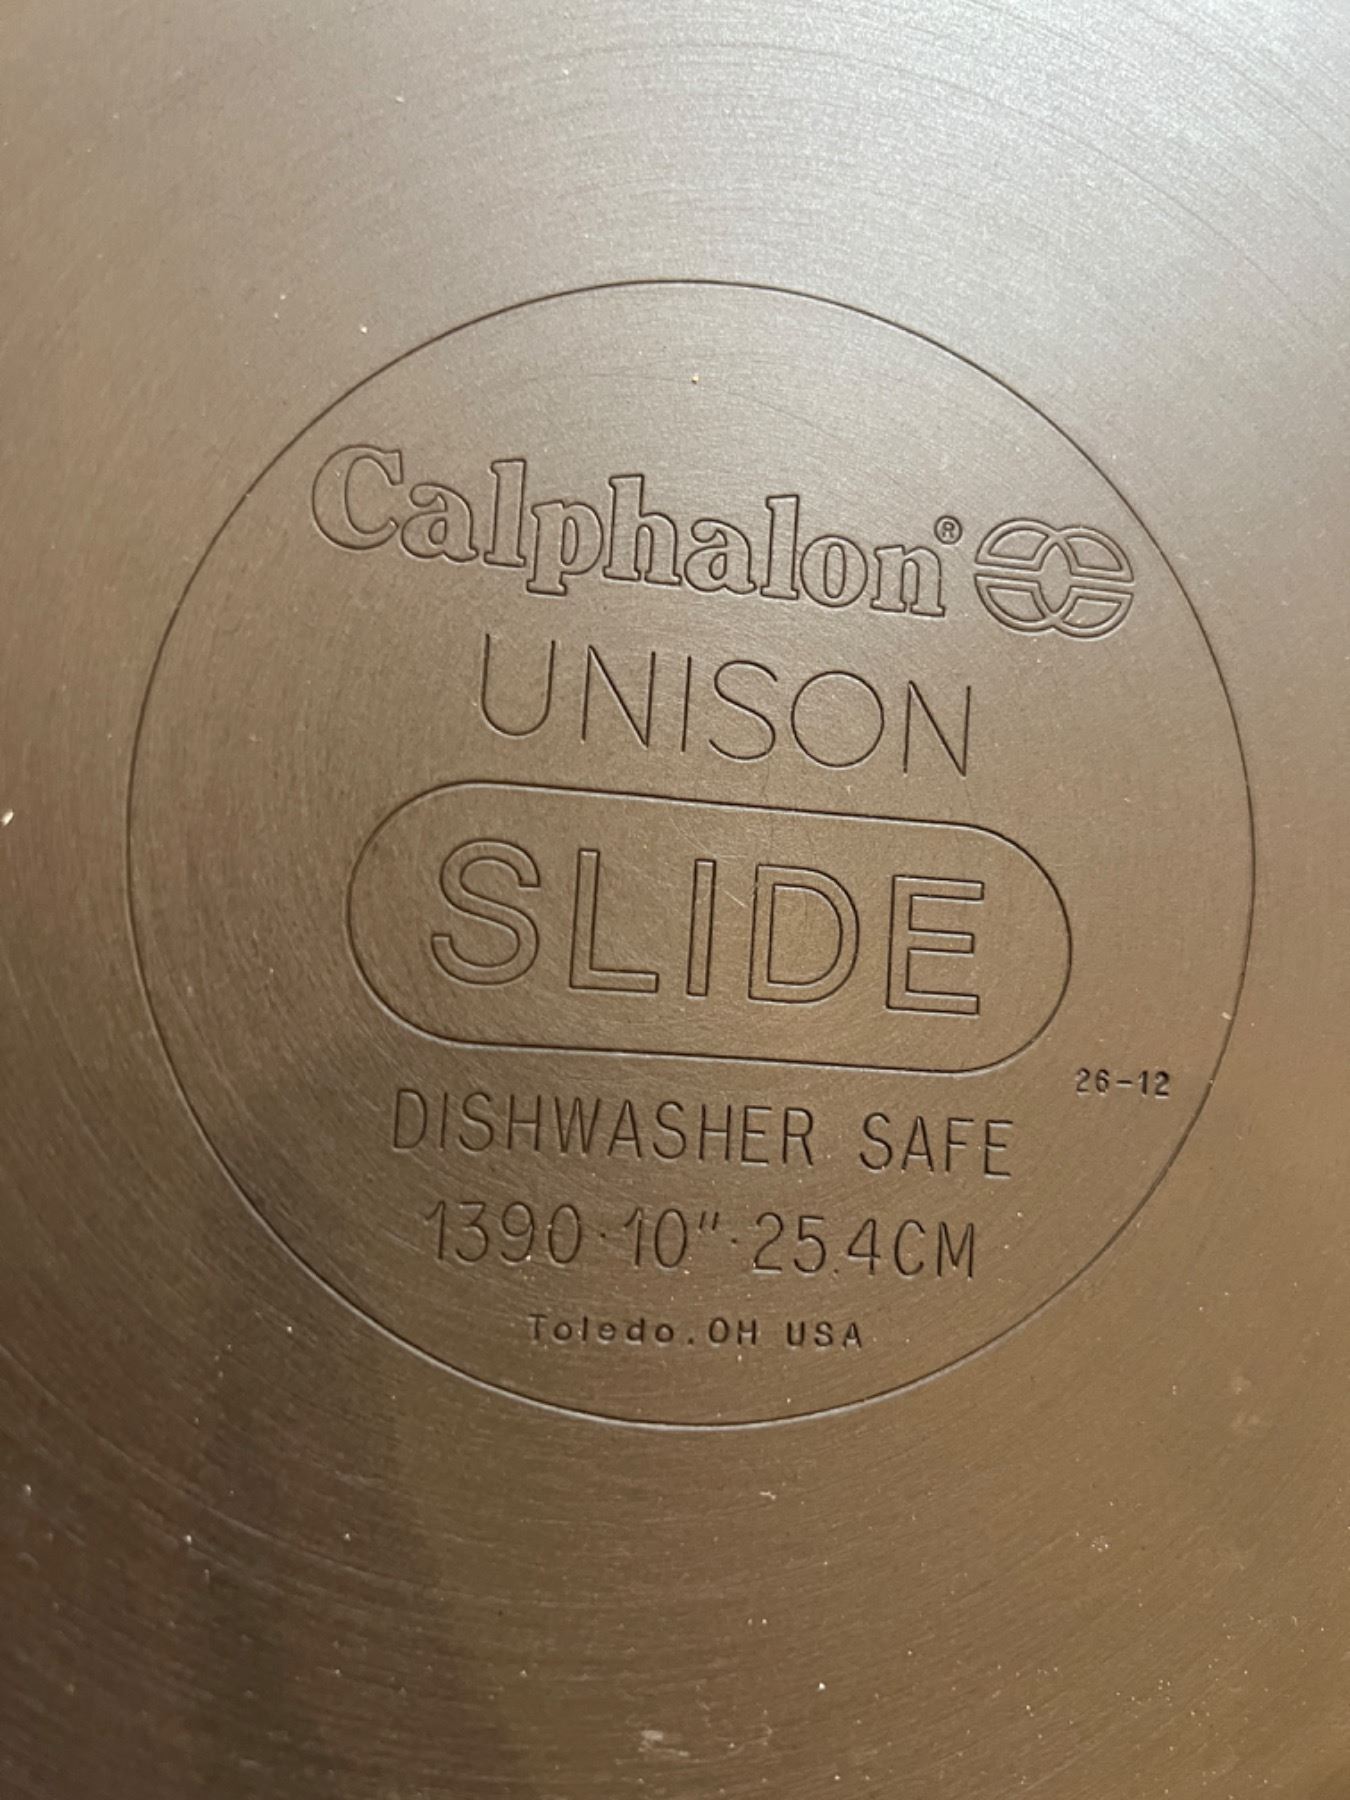 Calphalon®
UNISON
SLIDE
26-12
DISHWASHER SAFE
1390·10"·25.4CM
Toledo.OH USA